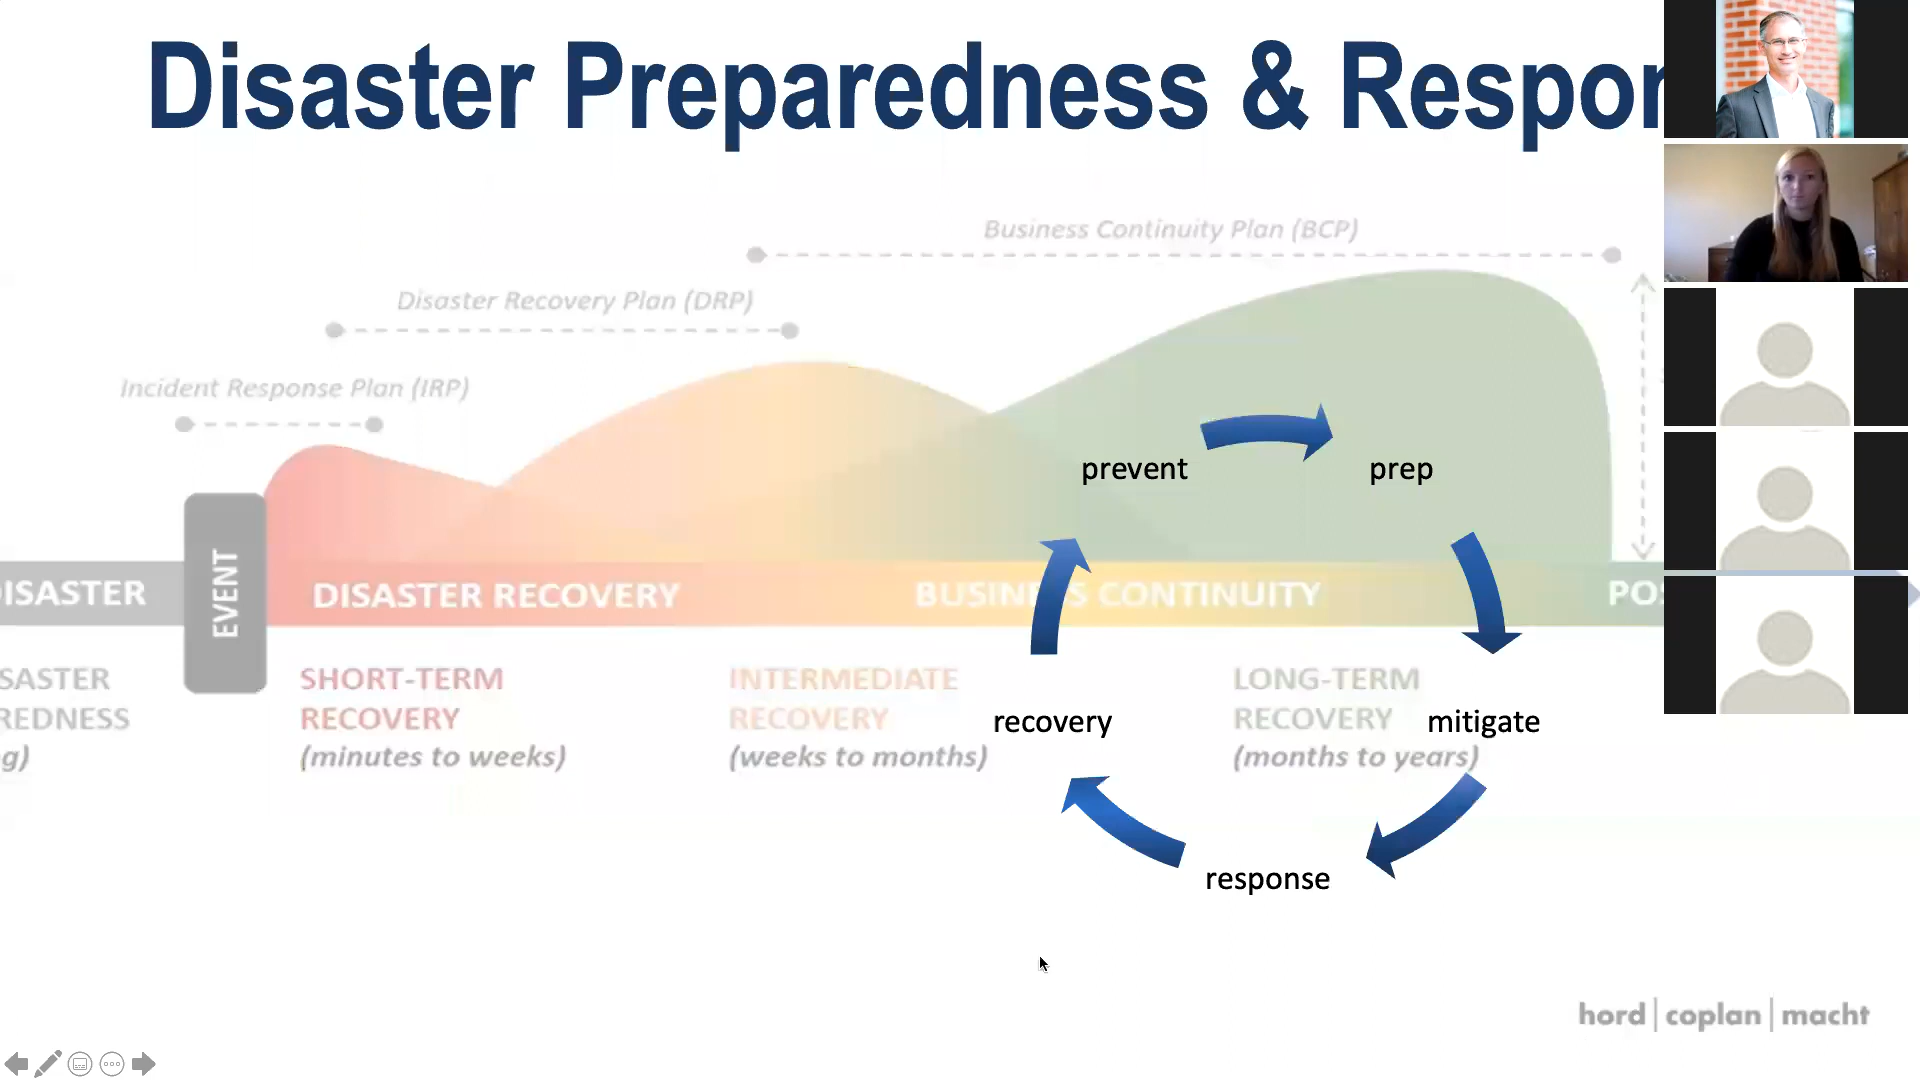 Disaster Preparedness & Respon
Business Continuity Plan (BCP)
Disaster Recovery Plan (DRP)
Incident Response Plan (IRP)
prevent
prep
EVENT
ISASTER
DISASTER RECOVERY
BUSINESS CONTINUITY
POS
SASTER
REDNESS
g)
SHORT-TERM
RECOVERY
(minutes to weeks)
INTERMEDIATE
RECOVERY
(weeks to months)
LONG-TERM
RECOVERY
(months to years)
recovery
mitigate
response
hord|coplan|macht